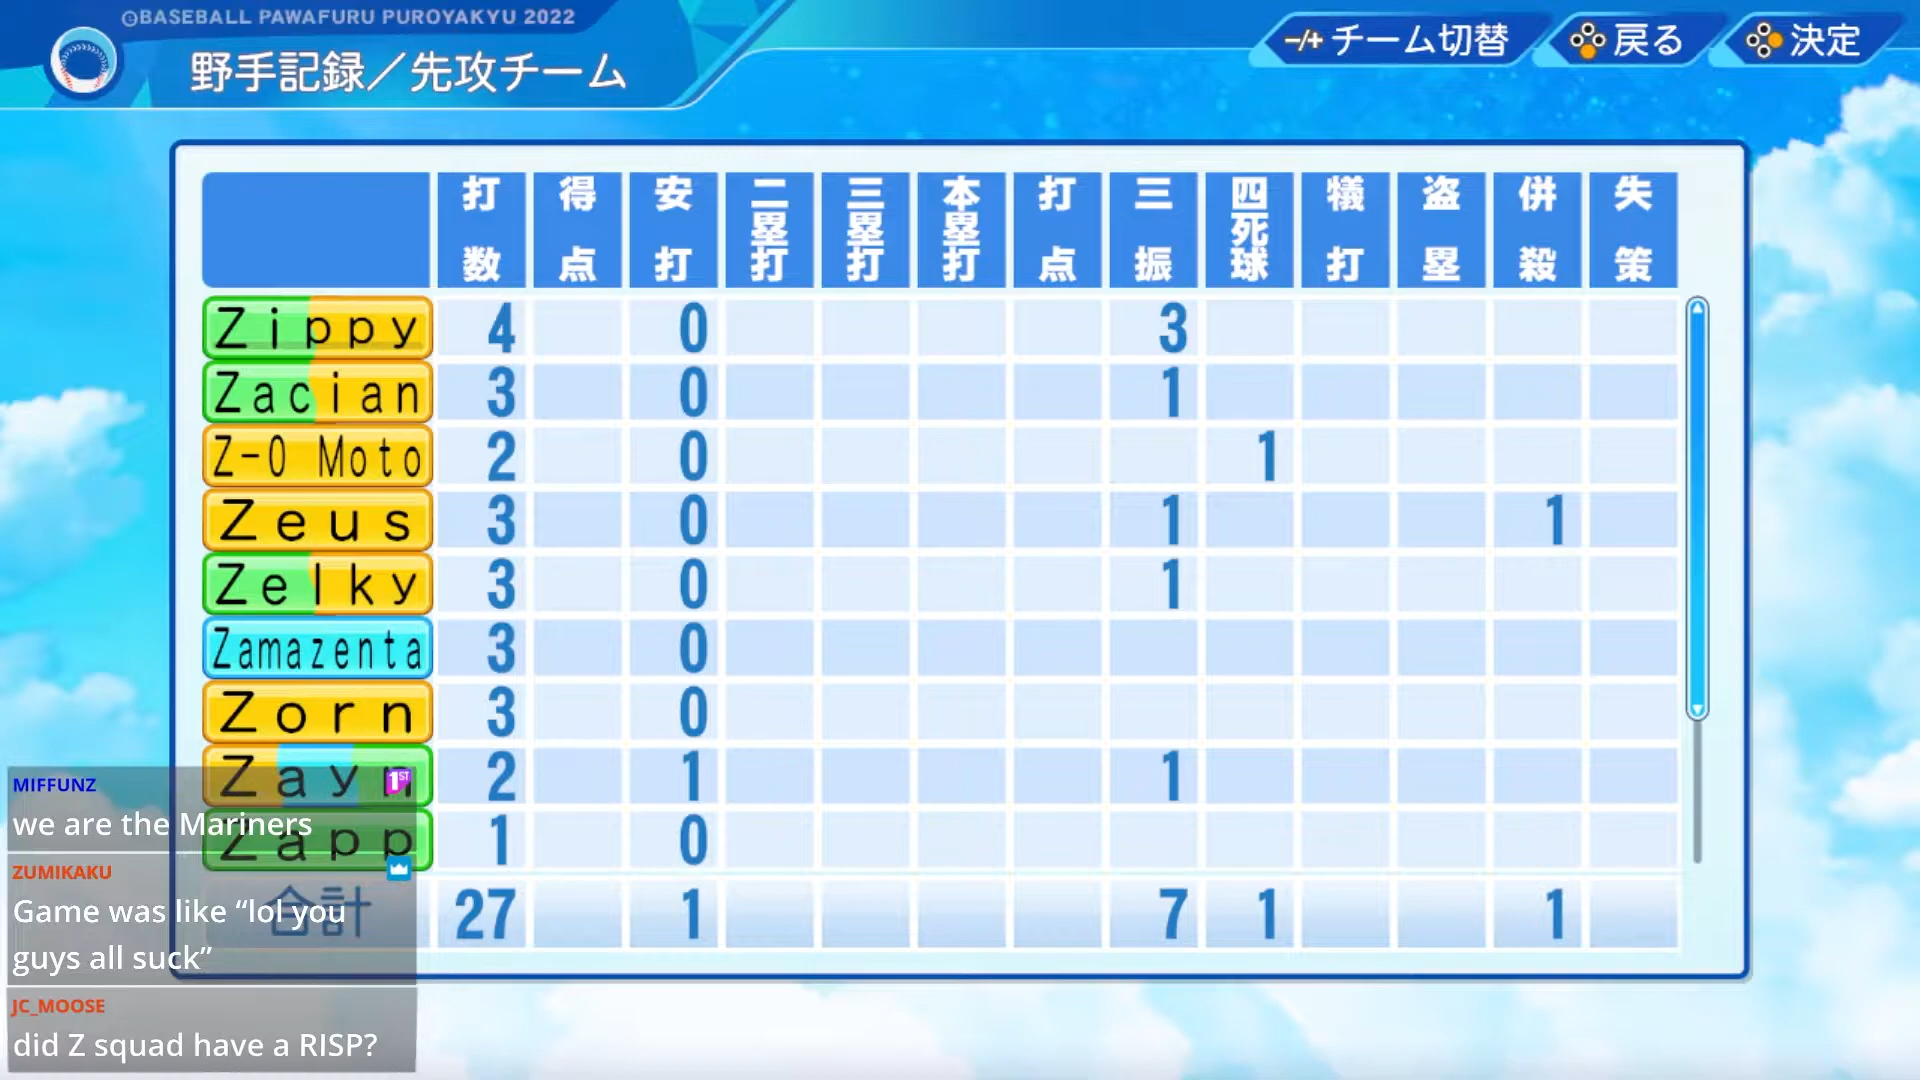 ©BASEBALL PAWAFURU PUROYAKYU 2022
野手記録／先攻チーム
-/+ チーム切替 戻る 決定
打数 得点 安打 二塁打 三塁打 本塁打 打点 三振 四死球 犠打 盗塁 併殺 失策
Zippy 4 0 3
Zacian 3 0 1
Z-0 Moto 2 0 1
Zeus 3 0 1 1
Zelky 3 0 1
Zamazenta 3 0
Zorn 3 0
Zayn 2 1 1
Zapp 1 0
合計 27 1 7 1 1
MIFFUNZ 1ST
we are the Mariners
ZUMIKAKU
Game was like “lol you
guys all suck”
JC_MOOSE
did Z squad have a RISP?